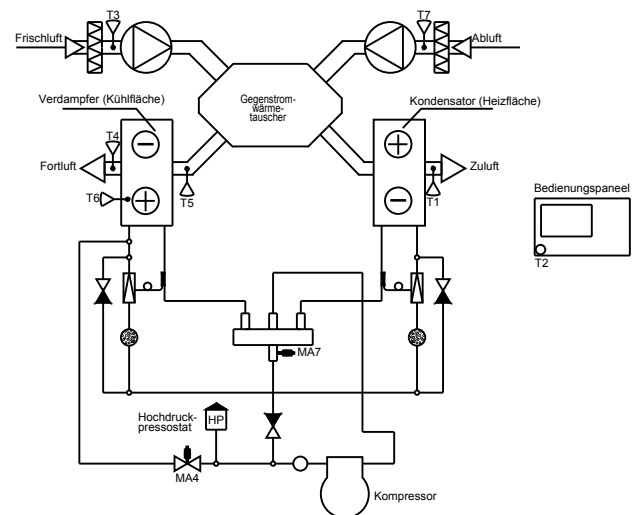 T3
T7
Frischluft
Abluft
Gegenstrom-
wärme-
tauscher
Verdampfer (Kühlfläche)
Kondensator (Heizfläche)
T4
Fortluft
T6
T5
T1
Zuluft
Bedienungspaneel
T2
MA7
Hochdruck-
pressostat
HP
MA4
Kompressor